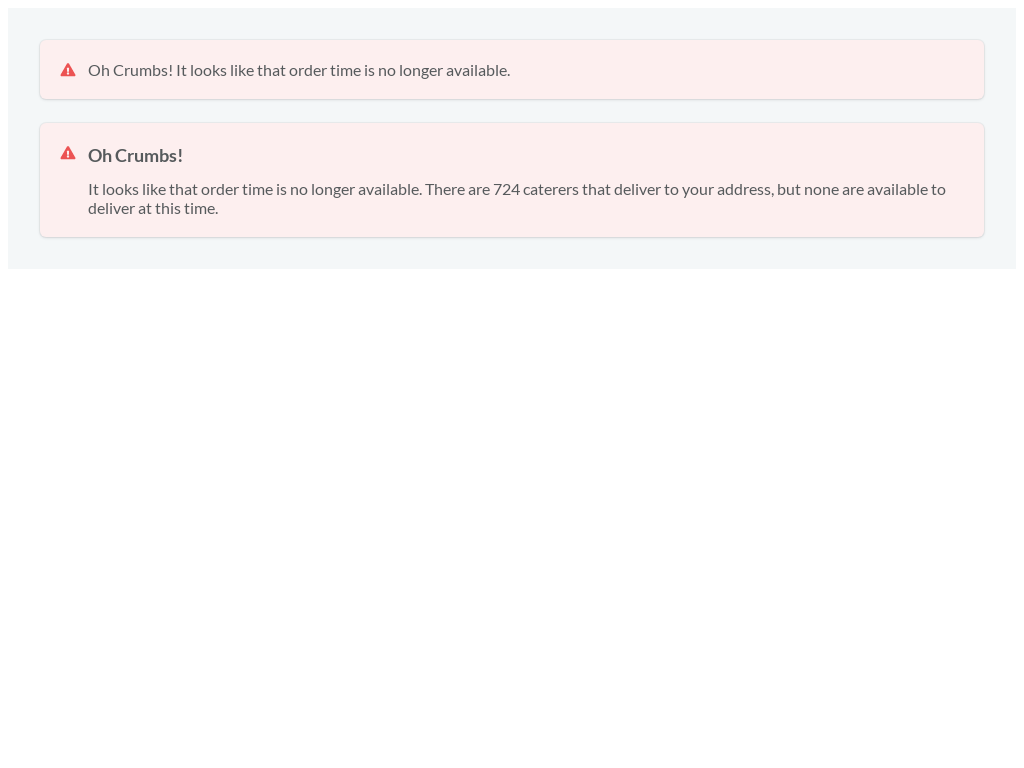 Oh Crumbs! It looks like that order time is no longer available.
Oh Crumbs!
It looks like that order time is no longer available. There are 724 caterers that deliver to your address, but none are available to
deliver at this time.